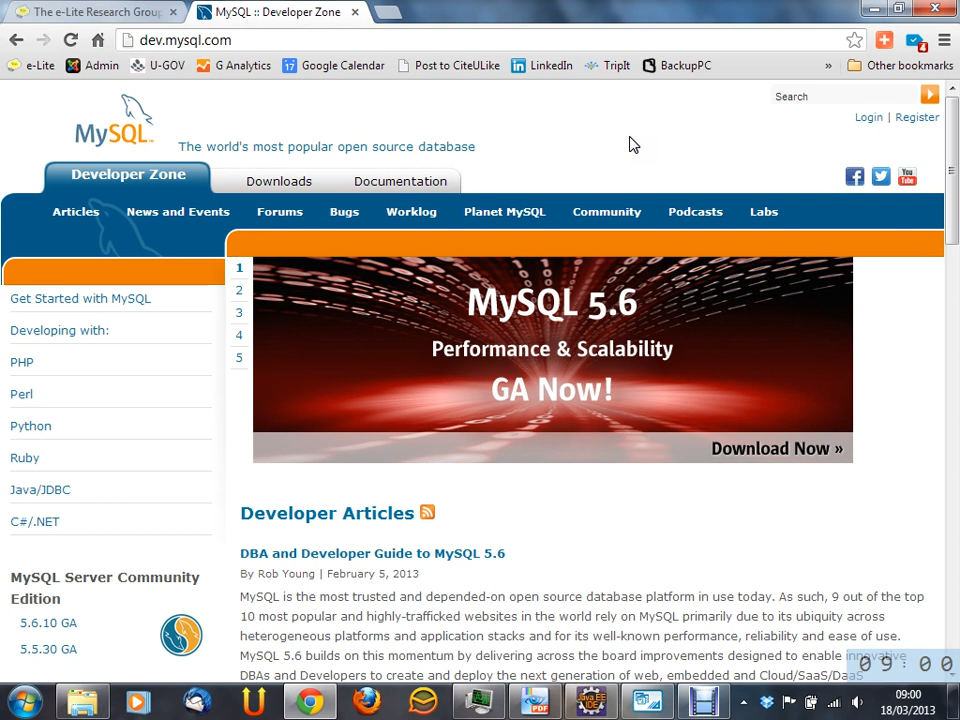 The e-Lite Research Group
MySQL :: Developer Zone
dev.mysql.com
e-Lite
Admin
U-GOV
G Analytics
17
Google Calendar
Post to CiteULike
LinkedIn
TripIt
BackupPC
»
Other bookmarks
Search
Login | Register
MySQL
The world's most popular open source database
Developer Zone
Downloads
Documentation
You Tube
Articles
News and Events
Forums
Bugs
Worklog
Planet MySQL
Community
Podcasts
Labs
Get Started with MySQL
Developing with:
PHP
Perl
Python
Ruby
Java/JDBC
C#/.NET
MySQL Server Community
Edition
5.6.10 GA
5.5.30 GA
1
2
3
4
5
MySQL 5.6
Performance & Scalability
GA Now!
Download Now »
Developer Articles
DBA and Developer Guide to MySQL 5.6
By Rob Young | February 5, 2013
MySQL is the most trusted and depended-on open source database platform in use today. As such, 9 out of the top
10 most popular and highly-trafficked websites in the world rely on MySQL primarily due to its ubiquity across
heterogeneous platforms and application stacks and for its well-known performance, reliability and ease of use.
MySQL 5.6 builds on this momentum by delivering across the board improvements designed to enable innovative
DBAs and Developers to create and deploy the next generation of web, embedded and Cloud/SaaS/DaaS
09:00
PDF
Java EE
IDE
09:00
18/03/2013